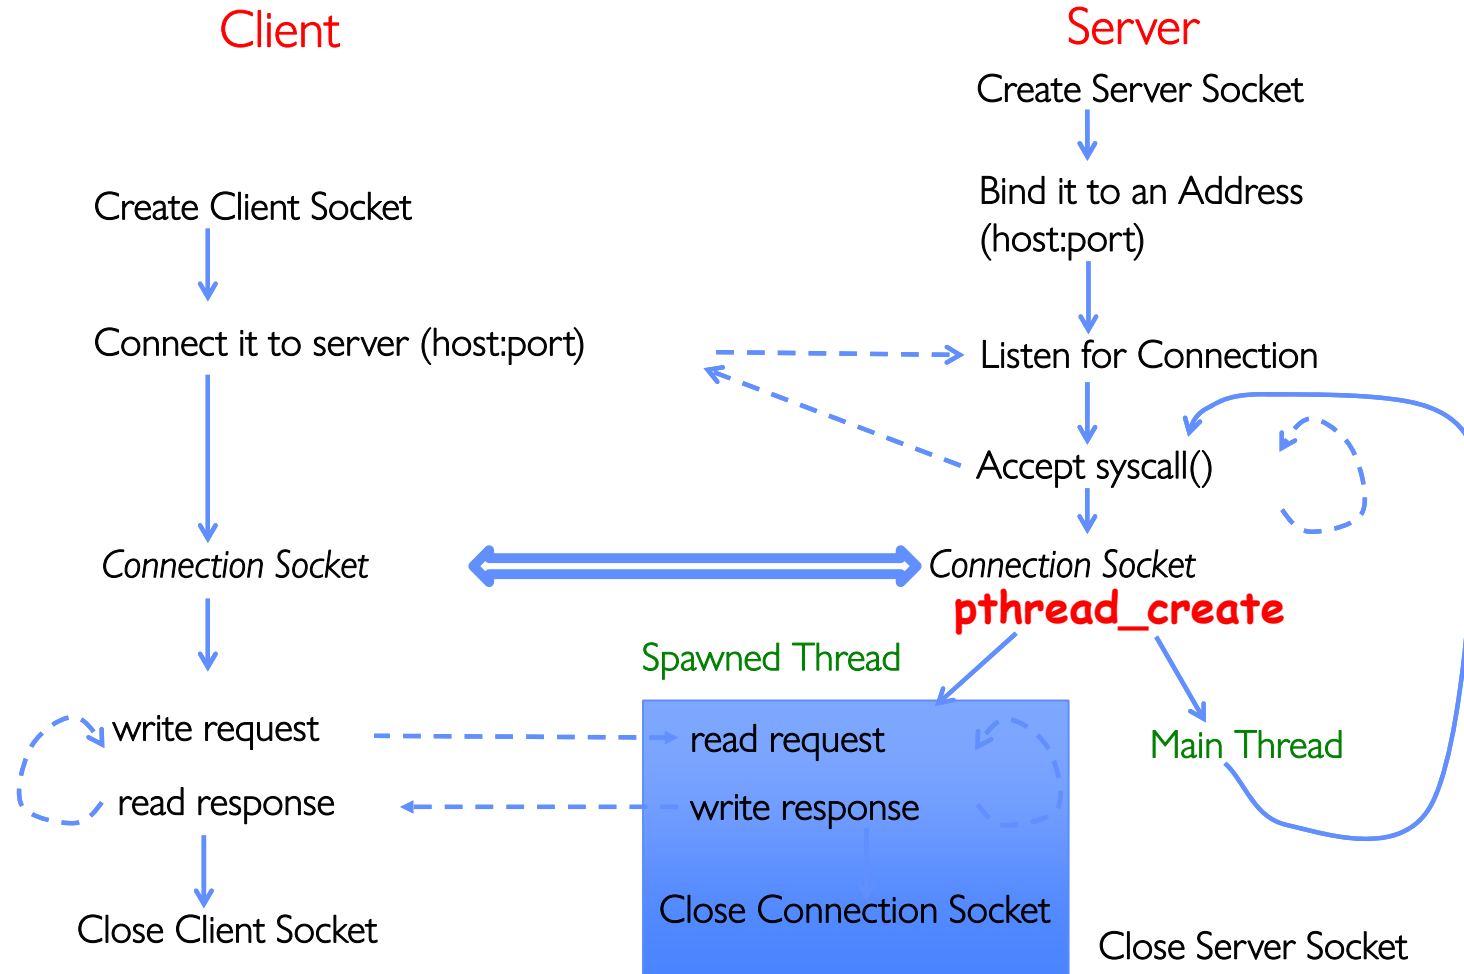 Client
Server
Create Server Socket
Create Client Socket
Bind it to an Address
(host:port)
Connect it to server (host:port)
Listen for Connection
Accept syscall()
Connection Socket
Connection Socket
pthread_create
Spawned Thread
write request
read request
Main Thread
read response
write response
Close Client Socket
Close Connection Socket
Close Server Socket